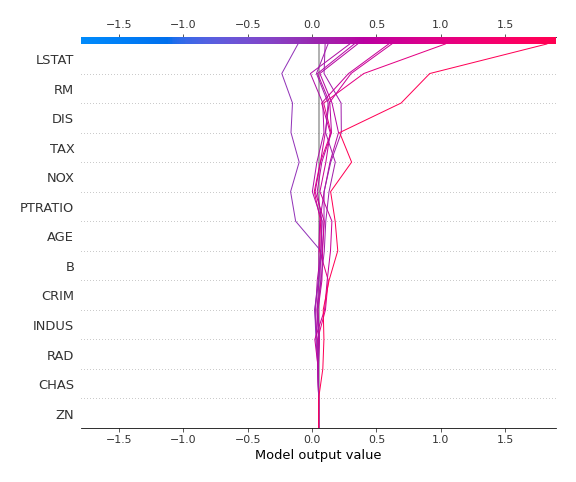 −1.5 −1.0 −0.5 0.0 0.5 1.0 1.5
LSTAT
RM
DIS
TAX
NOX
PTRATIO
AGE
B
CRIM
INDUS
RAD
CHAS
ZN
−1.5 −1.0 −0.5 0.0 0.5 1.0 1.5
Model output value